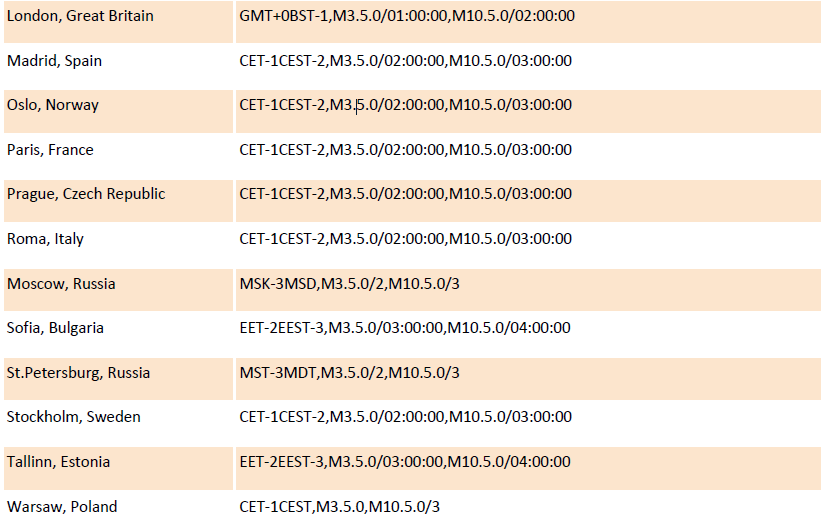 London, Great Britain GMT+0BST-1,M3.5.0/01:00:00,M10.5.0/02:00:00
Madrid, Spain CET-1CEST-2,M3.5.0/02:00:00,M10.5.0/03:00:00
Oslo, Norway CET-1CEST-2,M3.5.0/02:00:00,M10.5.0/03:00:00
Paris, France CET-1CEST-2,M3.5.0/02:00:00,M10.5.0/03:00:00
Prague, Czech Republic CET-1CEST-2,M3.5.0/02:00:00,M10.5.0/03:00:00
Roma, Italy CET-1CEST-2,M3.5.0/02:00:00,M10.5.0/03:00:00
Moscow, Russia MSK-3MSD,M3.5.0/2,M10.5.0/3
Sofia, Bulgaria EET-2EEST-3,M3.5.0/03:00:00,M10.5.0/04:00:00
St.Petersburg, Russia MST-3MDT,M3.5.0/2,M10.5.0/3
Stockholm, Sweden CET-1CEST-2,M3.5.0/02:00:00,M10.5.0/03:00:00
Tallinn, Estonia EET-2EEST-3,M3.5.0/03:00:00,M10.5.0/04:00:00
Warsaw, Poland CET-1CEST,M3.5.0,M10.5.0/3